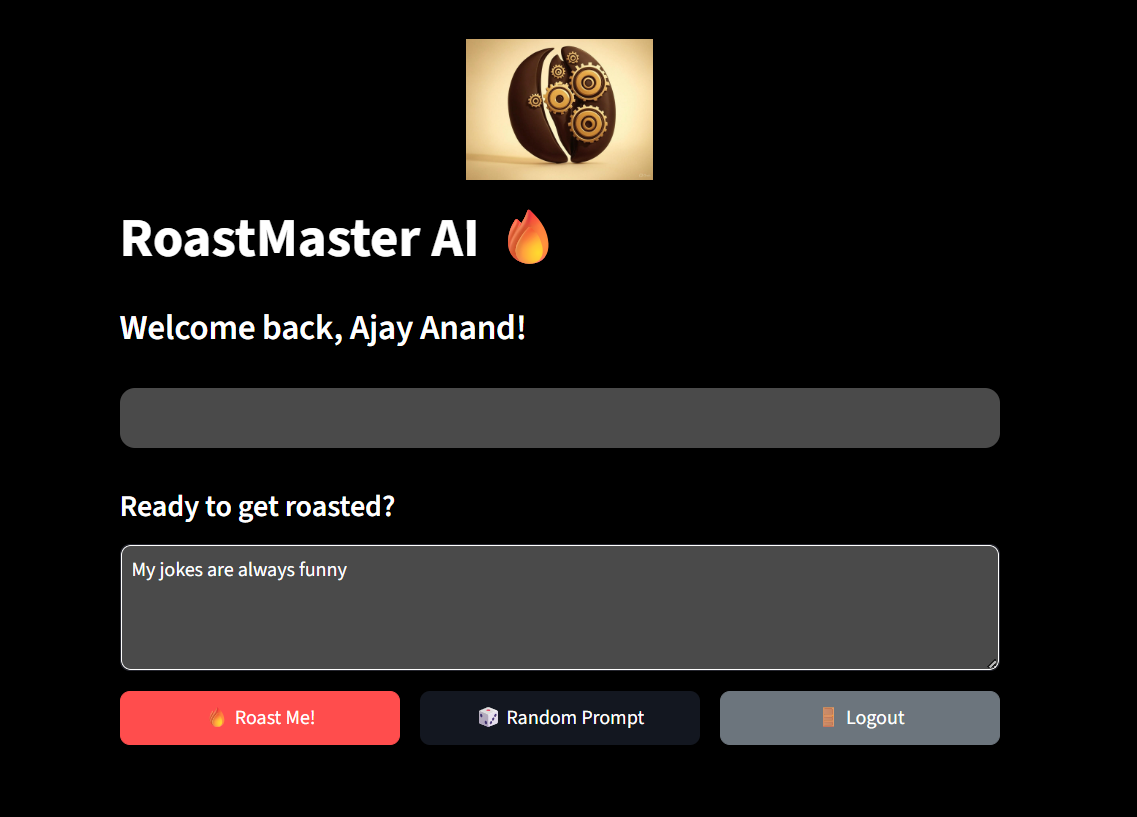 RoastMaster AI 🔥
Welcome back, Ajay Anand!
Ready to get roasted?
My jokes are always funny
🔥 Roast Me!
🎲 Random Prompt
🚪 Logout